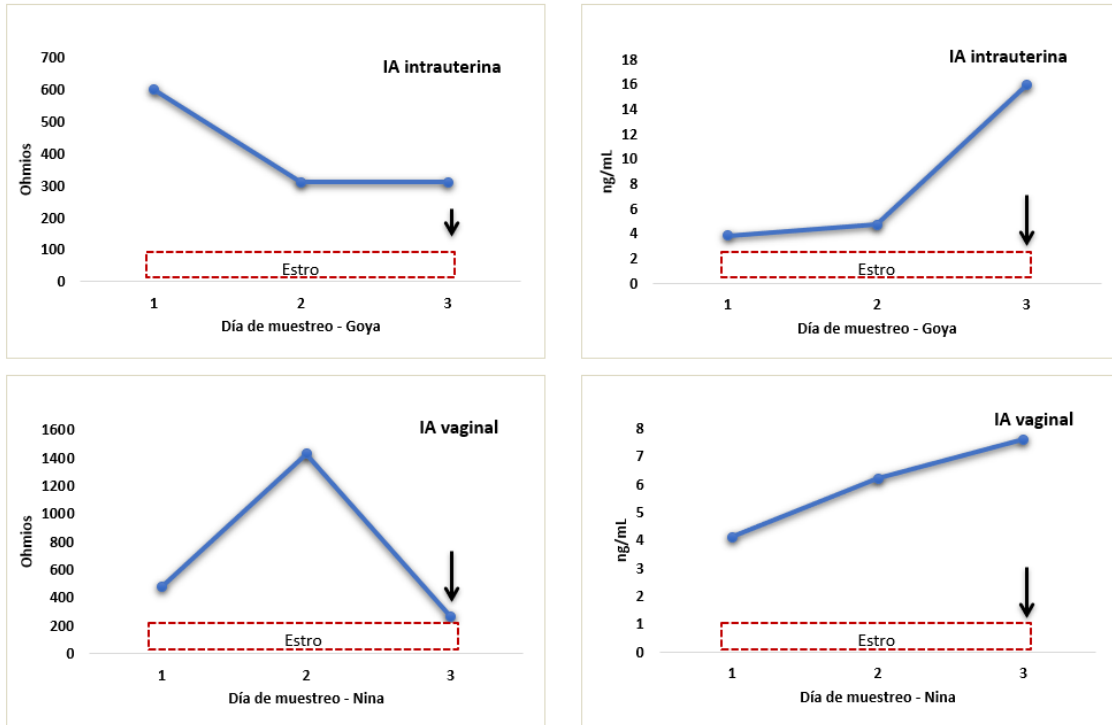 IA intrauterina
700
600
500
400
300
200
100
0
Ohmios
Estro
1 2 3
Día de muestreo - Goya
IA intrauterina
18
16
14
12
10
8
6
4
2
0
ng/mL
Estro
1 2 3
Día de muestreo - Goya
IA vaginal
1600
1400
1200
1000
800
600
400
200
0
Ohmios
Estro
1 2 3
Día de muestreo - Nina
IA vaginal
8
7
6
5
4
3
2
1
0
ng/mL
Estro
1 2 3
Día de muestreo - Nina